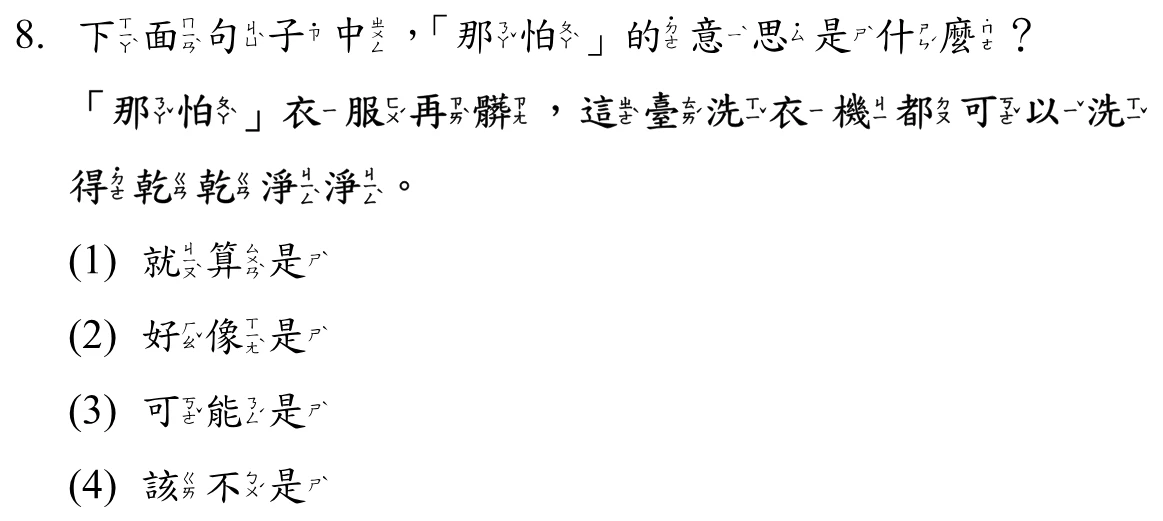 8. 下面句子中，「那怕」的意思是什麼？
「那怕」衣服再髒，這臺洗衣機都可以洗
得乾乾淨淨。
(1) 就算是
(2) 好像是
(3) 可能是
(4) 該不是